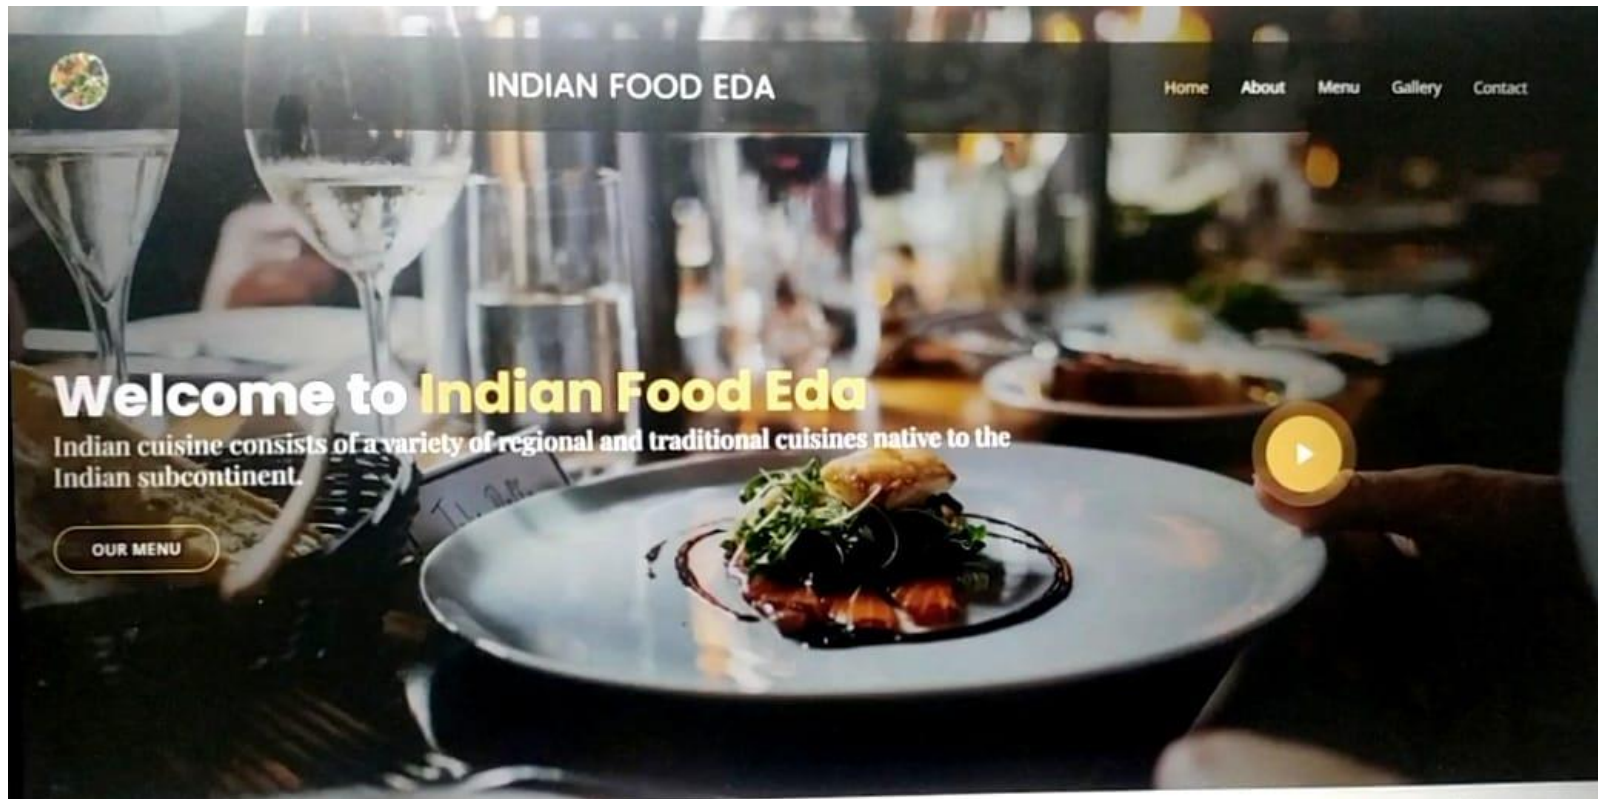 INDIAN FOOD EDA
Home About Menu Gallery Contact
Welcome to Indian Food Eda
Indian cuisine consists of a variety of regional and traditional cuisines native to the
Indian subcontinent.
OUR MENU